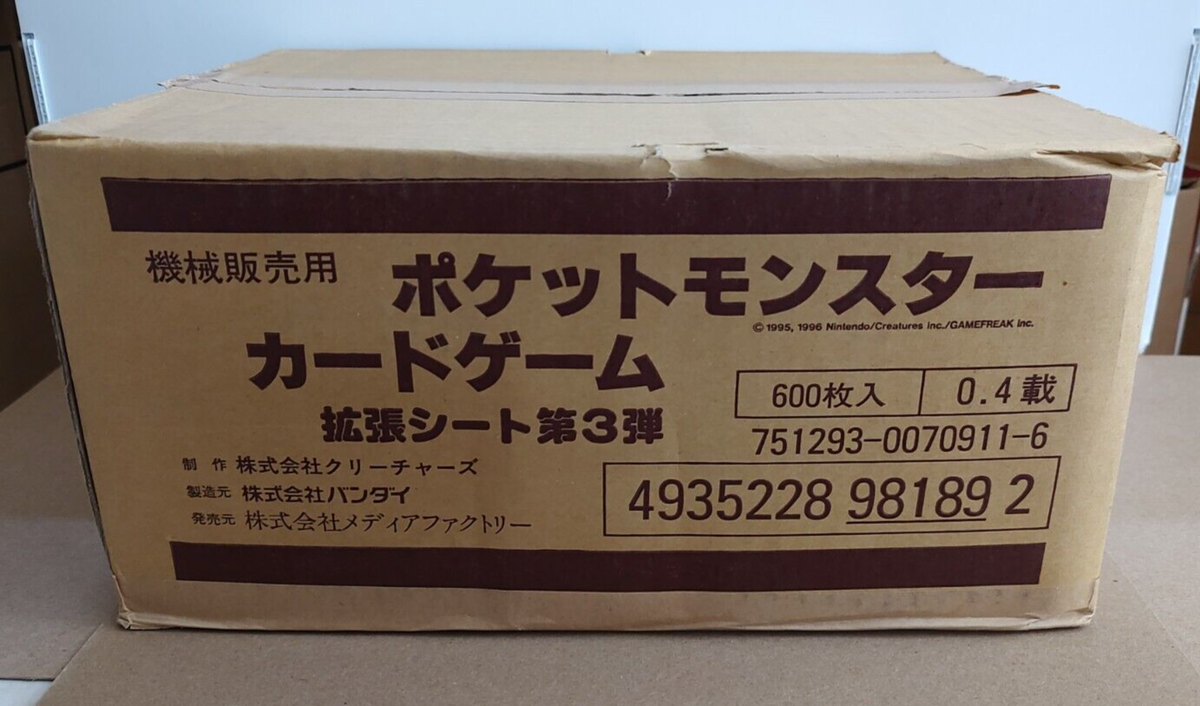 機械販売用
ポケットモンスター
© 1995, 1996 Nintendo/Creatures inc./GAMEFREAK inc.
カードゲーム
拡張シート第3弾
600枚入 0.4載
751293-0070911-6
4935228 98189 2
制作 株式会社クリーチャーズ
製造元 株式会社バンダイ
発売元 株式会社メディアファクトリー